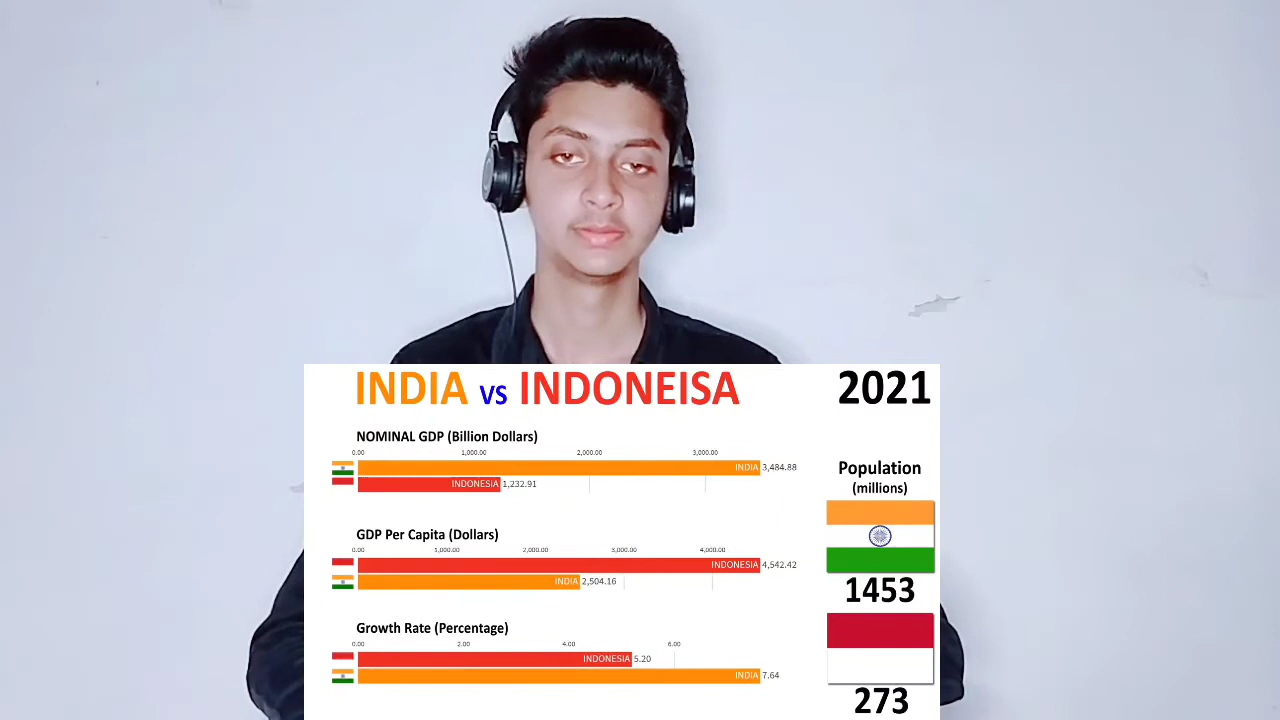 INDIA VS INDONEISA 2021
NOMINAL GDP (Billion Dollars)
0.00 1,000.00 2,000.00 3,000.00
INDIA 3,484.88
INDONESIA 1,232.91
GDP Per Capita (Dollars)
0.00 1,000.00 2,000.00 3,000.00 4,000.00
INDONESIA 4,542.42
INDIA 2,504.16
Growth Rate (Percentage)
0.00 2.00 4.00 6.00
INDONESIA 5.20
INDIA 7.64
Population
(millions)
1453
273